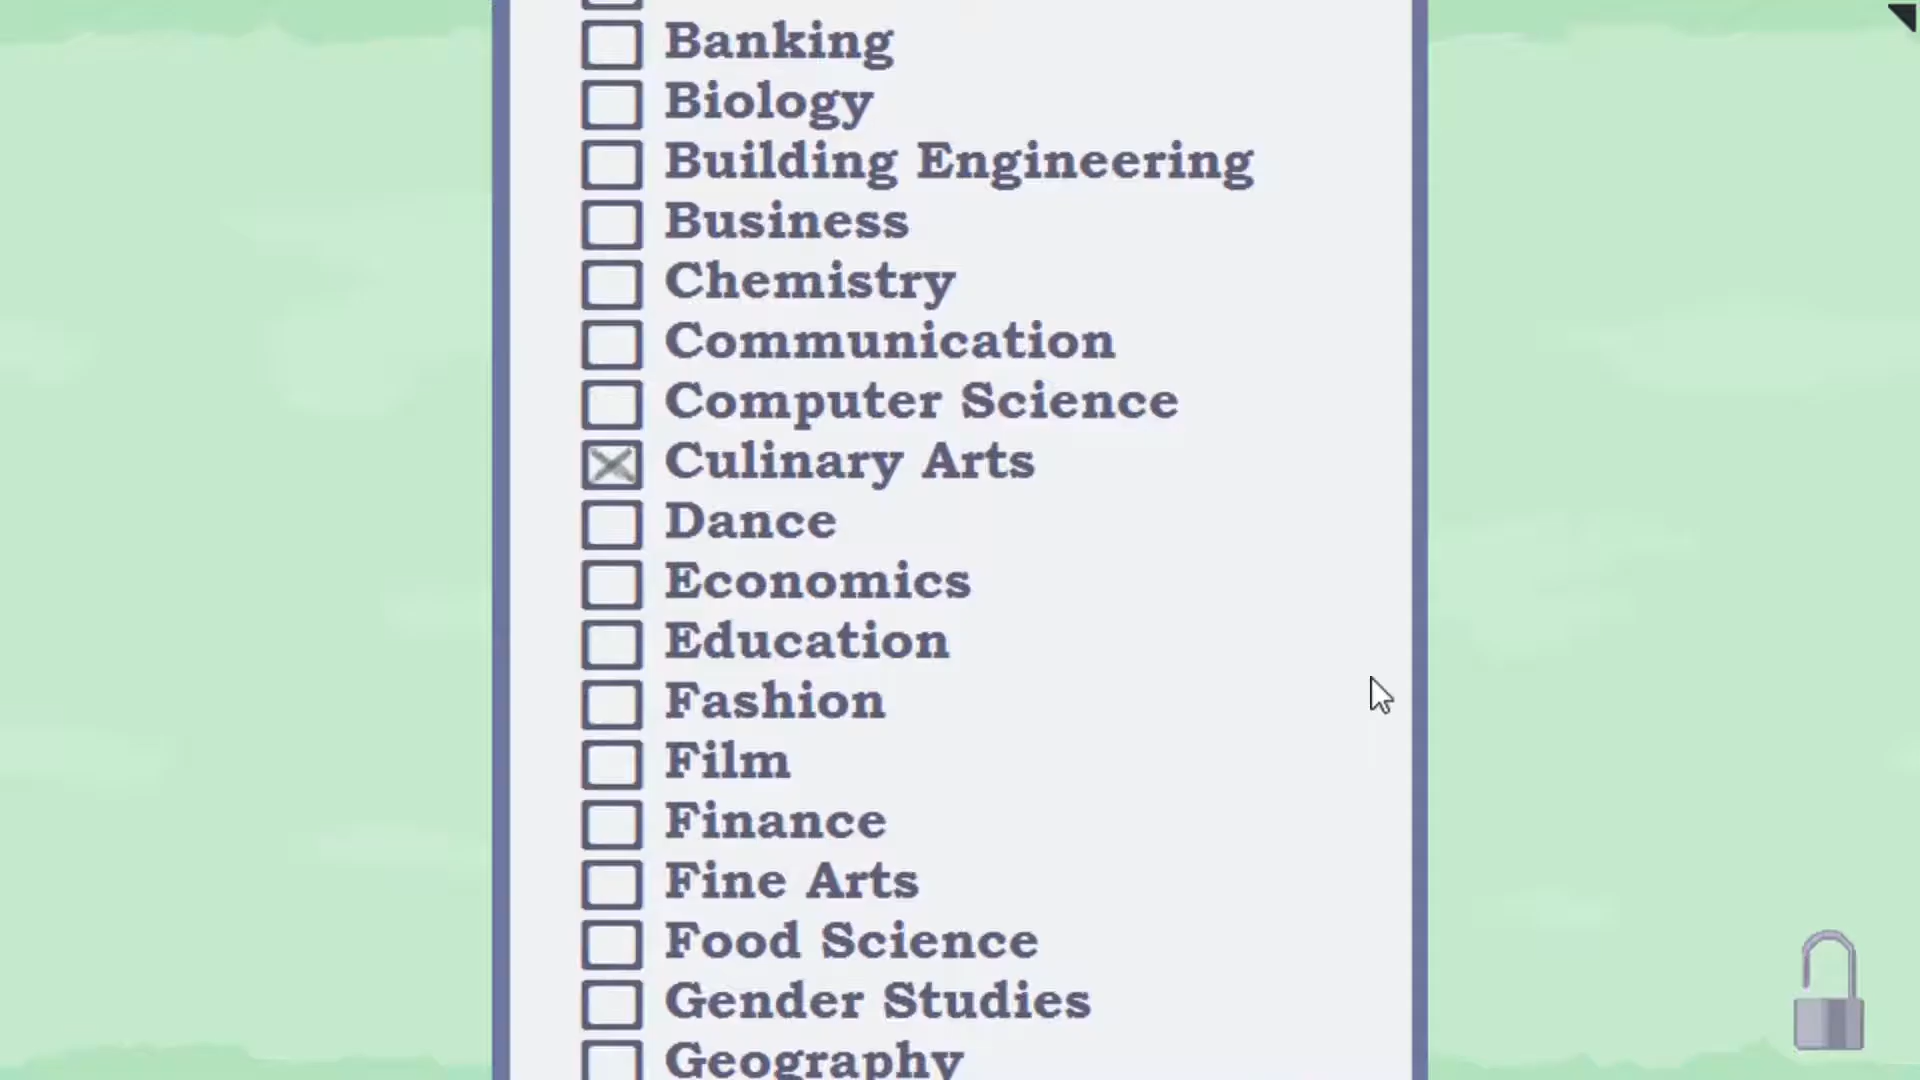 Banking
Biology
Building Engineering
Business
Chemistry
Communication
Computer Science
Culinary Arts
Dance
Economics
Education
Fashion
Film
Finance
Fine Arts
Food Science
Gender Studies
Geography